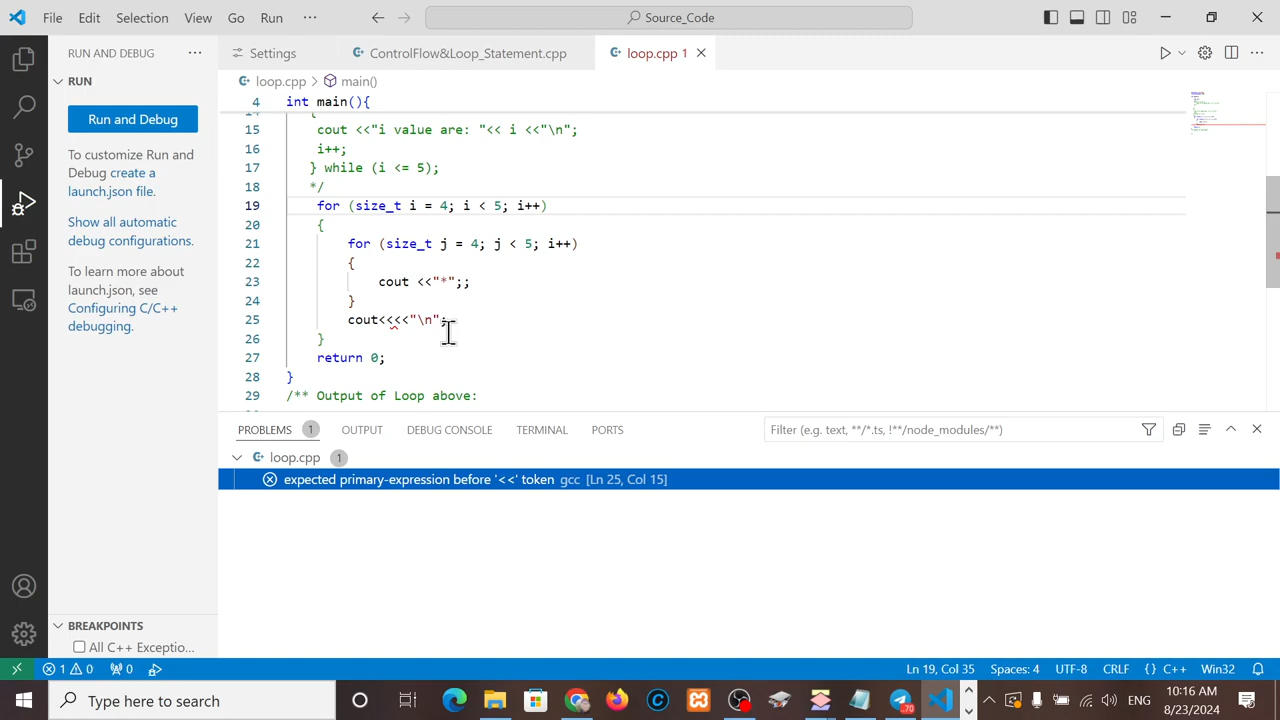 File Edit Selection View Go Run ··· Source_Code
RUN AND DEBUG ··· Settings ControlFlow&Loop_Statement.cpp loop.cpp 1
RUN
loop.cpp > main()
Run and Debug
To customize Run and
Debug create a
launch.json file.
Show all automatic
debug configurations.
To learn more about
launch.json, see
Configuring C/C++
debugging.
BREAKPOINTS
All C++ Exceptio...
4 int main(){
{
15 cout <<"i value are: "<< i <<"\n";
16 i++;
17 } while (i <= 5);
18 */
19 for (size_t i = 4; i < 5; i++)
20 {
21 for (size_t j = 4; j < 5; i++)
22 {
23 cout <<"*";;
24 }
25 cout<<<<"\n";
26 }
27 return 0;
28 }
29 /** Output of Loop above:
PROBLEMS 1 OUTPUT DEBUG CONSOLE TERMINAL PORTS Filter (e.g. text, **/*.ts, !**/node_modules/**)
loop.cpp 1
expected primary-expression before '<<' token gcc [Ln 25, Col 15]
1 0 0 Ln 19, Col 35 Spaces: 4 UTF-8 CRLF {} C++ Win32
Type here to search
70
ENG
10:16 AM
8/23/2024